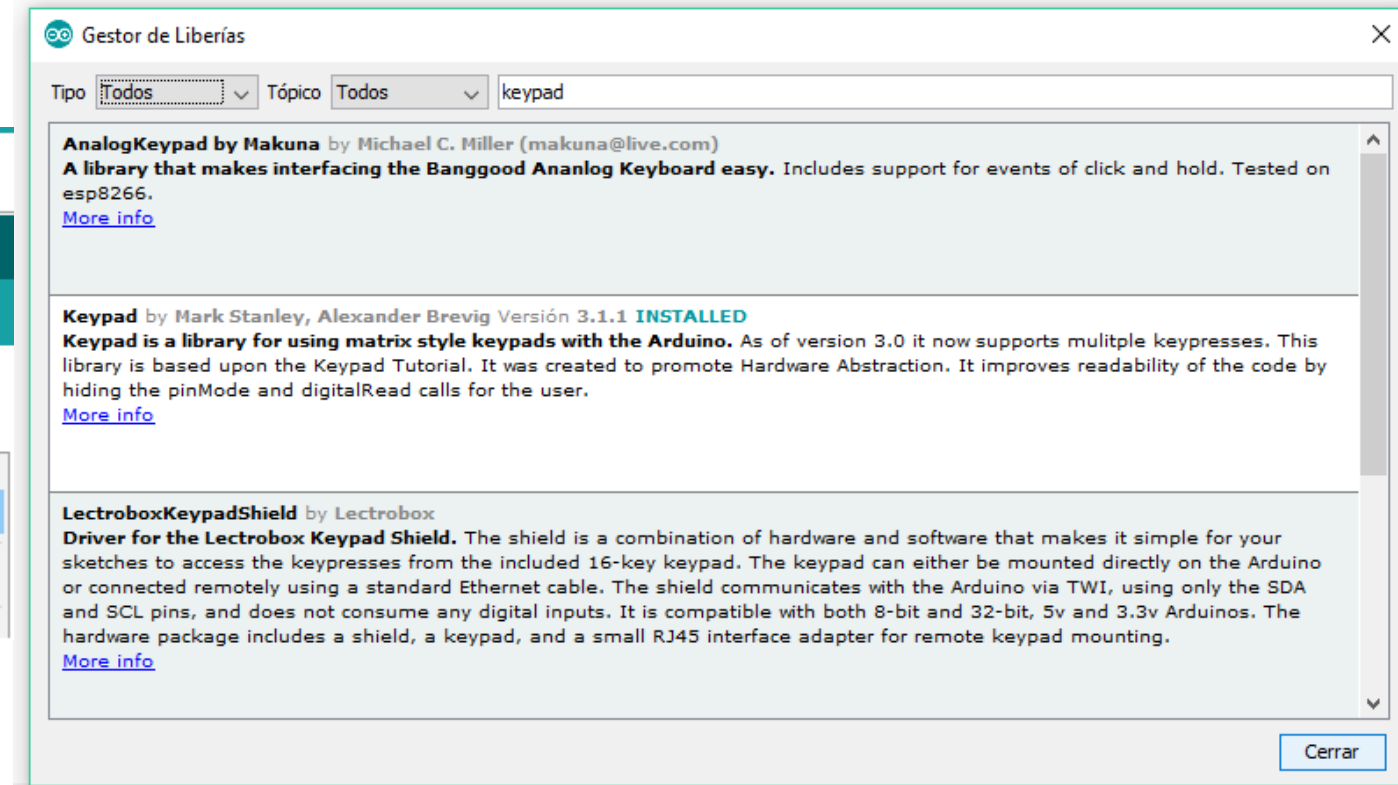 Gestor de Liberías
Tipo Todos Tópico Todos keypad
AnalogKeypad by Makuna by Michael C. Miller (makuna@live.com)
A library that makes interfacing the Banggood Ananlog Keyboard easy. Includes support for events of click and hold. Tested on
esp8266.
More info
Keypad by Mark Stanley, Alexander Brevig Versión 3.1.1 INSTALLED
Keypad is a library for using matrix style keypads with the Arduino. As of version 3.0 it now supports mulitple keypresses. This
library is based upon the Keypad Tutorial. It was created to promote Hardware Abstraction. It improves readability of the code by
hiding the pinMode and digitalRead calls for the user.
More info
LectroboxKeypadShield by Lectrobox
Driver for the Lectrobox Keypad Shield. The shield is a combination of hardware and software that makes it simple for your
sketches to access the keypresses from the included 16-key keypad. The keypad can either be mounted directly on the Arduino
or connected remotely using a standard Ethernet cable. The shield communicates with the Arduino via TWI, using only the SDA
and SCL pins, and does not consume any digital inputs. It is compatible with both 8-bit and 32-bit, 5v and 3.3v Arduinos. The
hardware package includes a shield, a keypad, and a small RJ45 interface adapter for remote keypad mounting.
More info
Cerrar